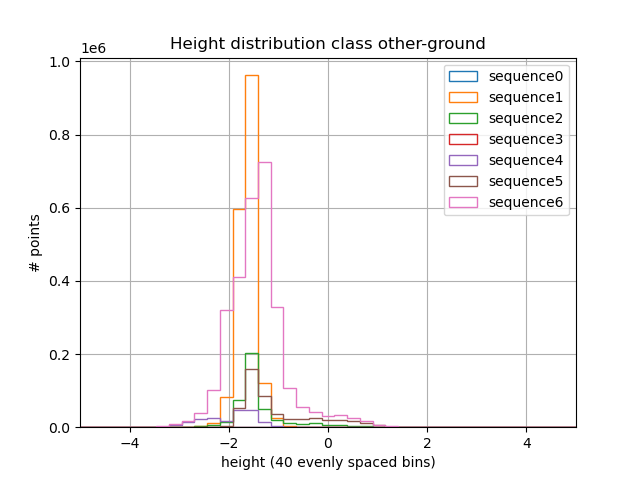 Height distribution class other-ground
1e6
1.0
0.8
0.6
0.4
0.2
0.0
# points
−4
−2
0
2
4
height (40 evenly spaced bins)
sequence0
sequence1
sequence2
sequence3
sequence4
sequence5
sequence6